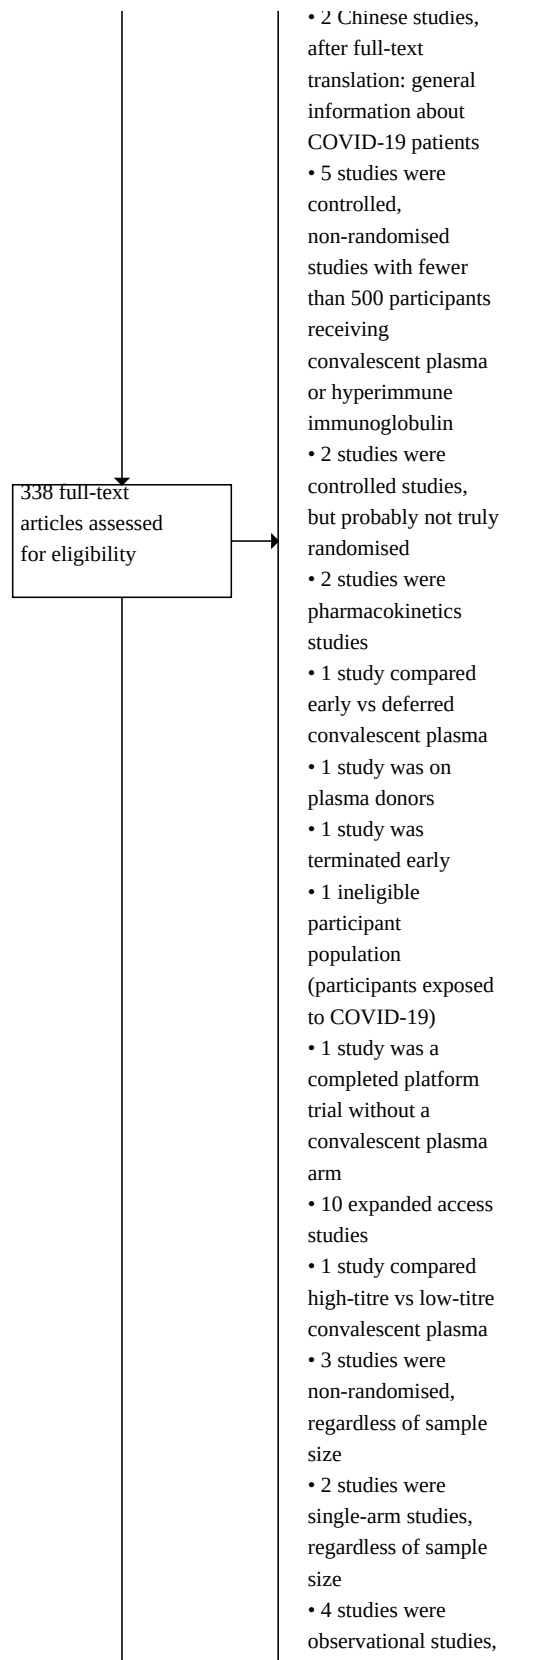 • 2 Chinese studies,
after full-text
translation: general
information about
COVID-19 patients
• 5 studies were
controlled,
non-randomised
studies with fewer
than 500 participants
receiving
convalescent plasma
or hyperimmune
immunoglobulin
• 2 studies were
controlled studies,
but probably not truly
randomised
• 2 studies were
pharmacokinetics
studies
• 1 study compared
early vs deferred
convalescent plasma
• 1 study was on
plasma donors
• 1 study was
terminated early
• 1 ineligible
participant
population
(participants exposed
to COVID-19)
• 1 study was a
completed platform
trial without a
convalescent plasma
arm
• 10 expanded access
studies
• 1 study compared
high-titre vs low-titre
convalescent plasma
• 3 studies were
non-randomised,
regardless of sample
size
• 2 studies were
single-arm studies,
regardless of sample
size
• 4 studies were
observational studies,
338 full-text
articles assessed
for eligibility